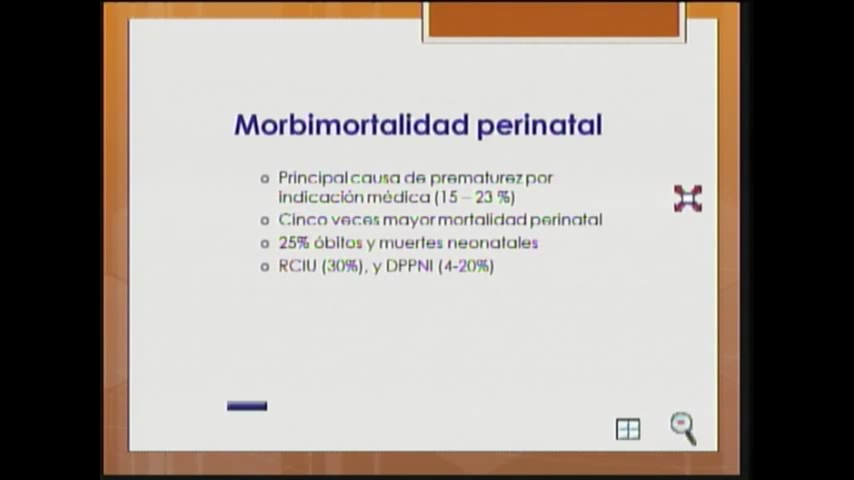 Morbimortalidad perinatal
Principal causa de prematurez por
indicación médica (15 – 23 %)
Cinco veces mayor mortalidad perinatal
25% óbitos y muertes neonatales
RCIU (30%), y DPPNI (4-20%)